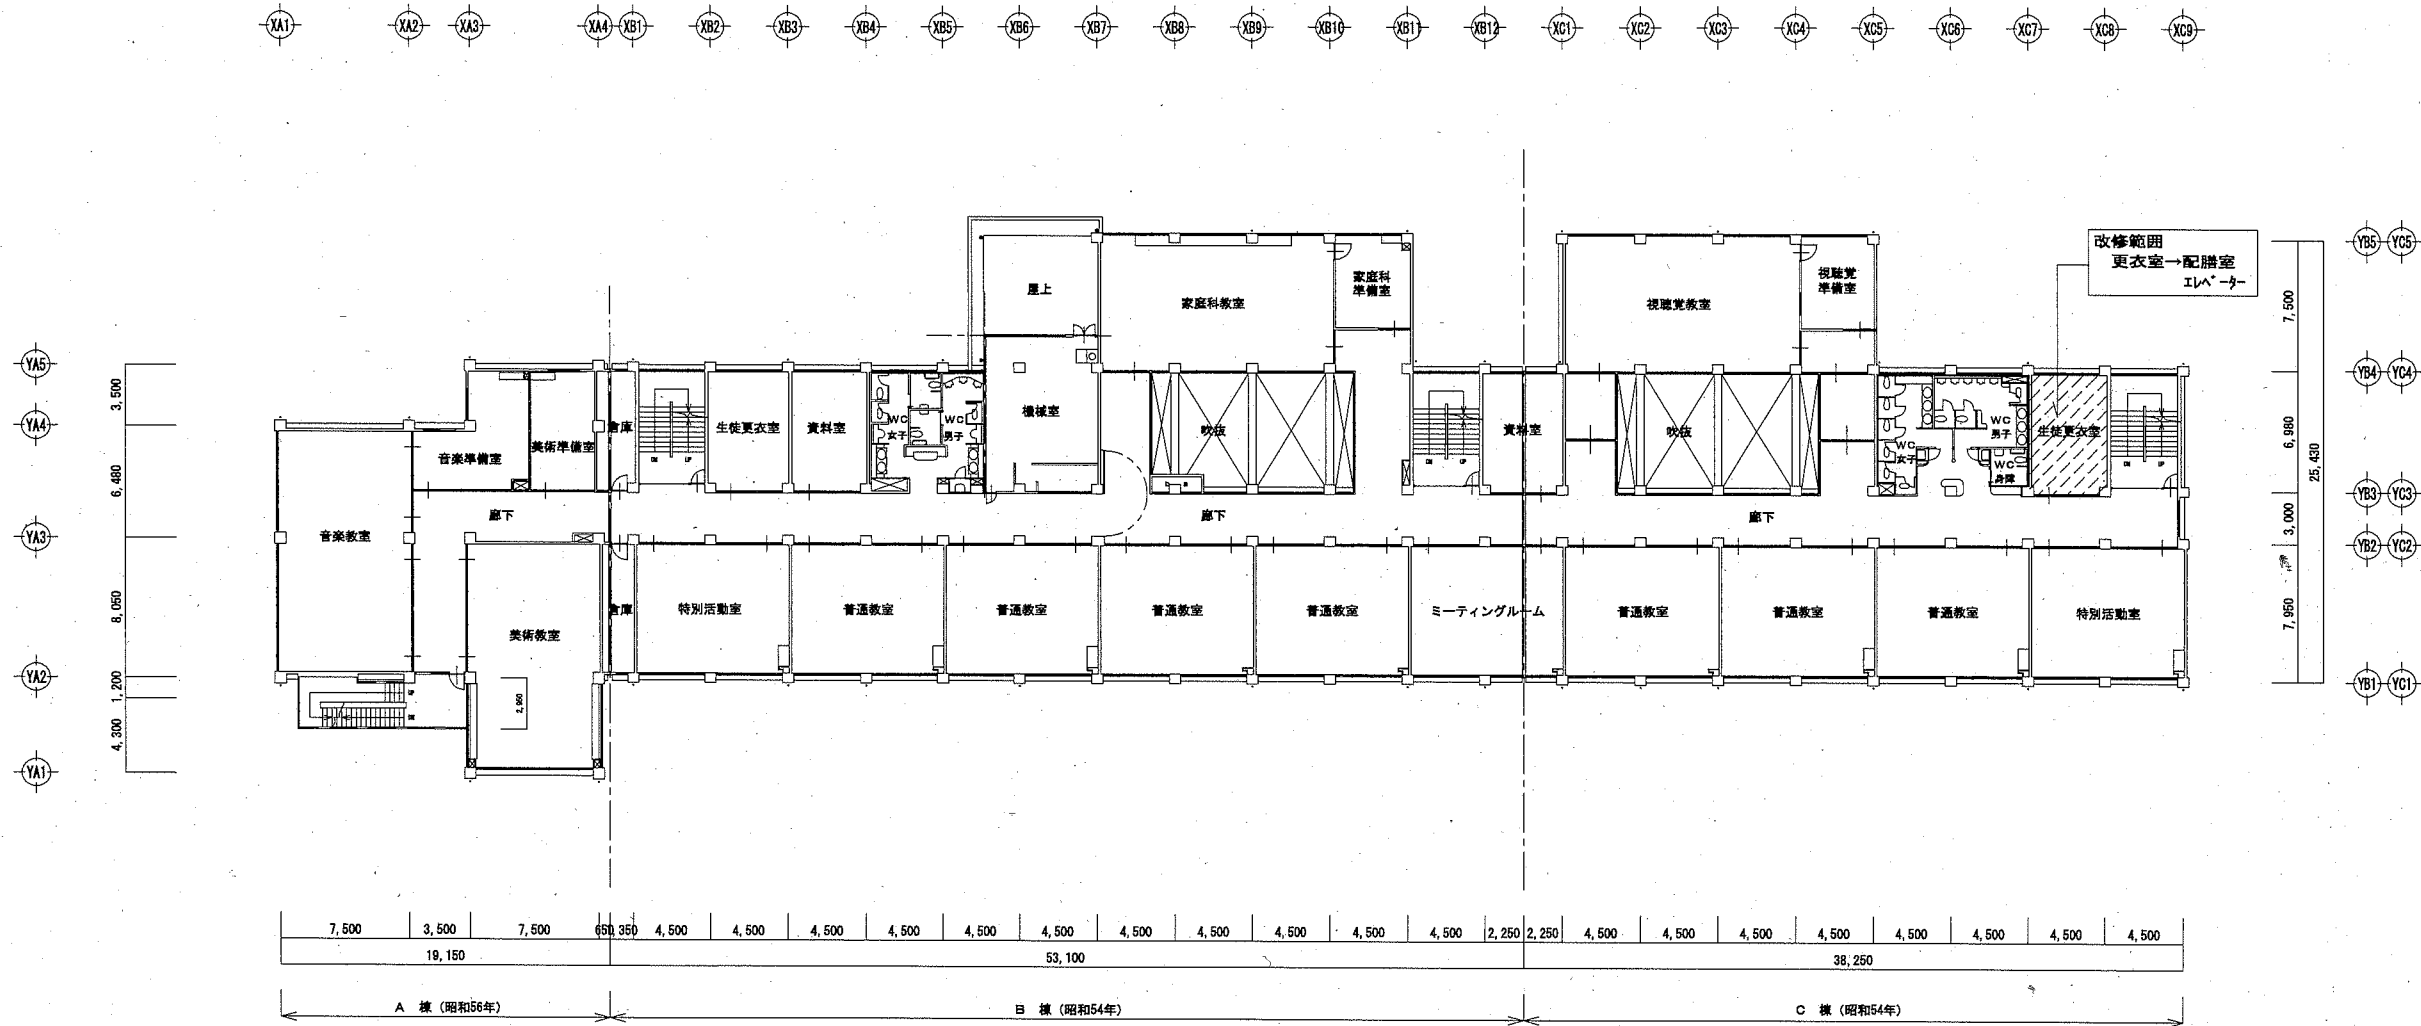 XA1 XA2 XA3 XA4 XB1 XB2 XB3 XB4 XB5 XB6 XB7 XB8 XB9 XB10 XB11 XB12 XC1 XC2 XC3 XC4 XC5 XC6 XC7 XC8 XC9
改修範囲
更衣室→配膳室
エレベーター
YB5 YC5
家庭科
準備室
視聴覚
準備室
屋上
家庭科教室
視聴覚教室
7,500
YA5
YB4 YC4
3,500
YA4
倉庫
生徒更衣室
資料室
WC
女子
WC
男子
機械室
吹抜
資料室
吹抜
WC
女子
WC
男子
WC
身障
生徒更衣室
6,980
25,430
音楽準備室
美術準備室
DN
UP
DN
UP
DN
UP
6,480
YB3 YC3
廊下
廊下
廊下
3,000
YA3
音楽教室
YB2 YC2
8,050
倉庫
特別活動室
普通教室
普通教室
普通教室
普通教室
ミーティングルーム
普通教室
普通教室
普通教室
特別活動室
7,950
美術教室
YA2
YB1 YC1
1,200
UP
DN
2,950
4,300
YA1
7,500 3,500 7,500 650 350 4,500 4,500 4,500 4,500 4,500 4,500 4,500 4,500 4,500 4,500 4,500 2,250 2,250 4,500 4,500 4,500 4,500 4,500 4,500 4,500 4,500
19,150 53,100 38,250
A 棟（昭和56年） B 棟（昭和54年） C 棟（昭和54年）